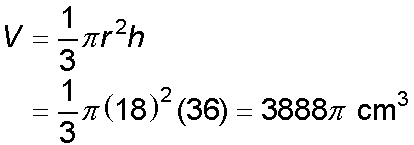 V = 1/3 πr²h
= 1/3 π(18)²(36) = 3888π cm³